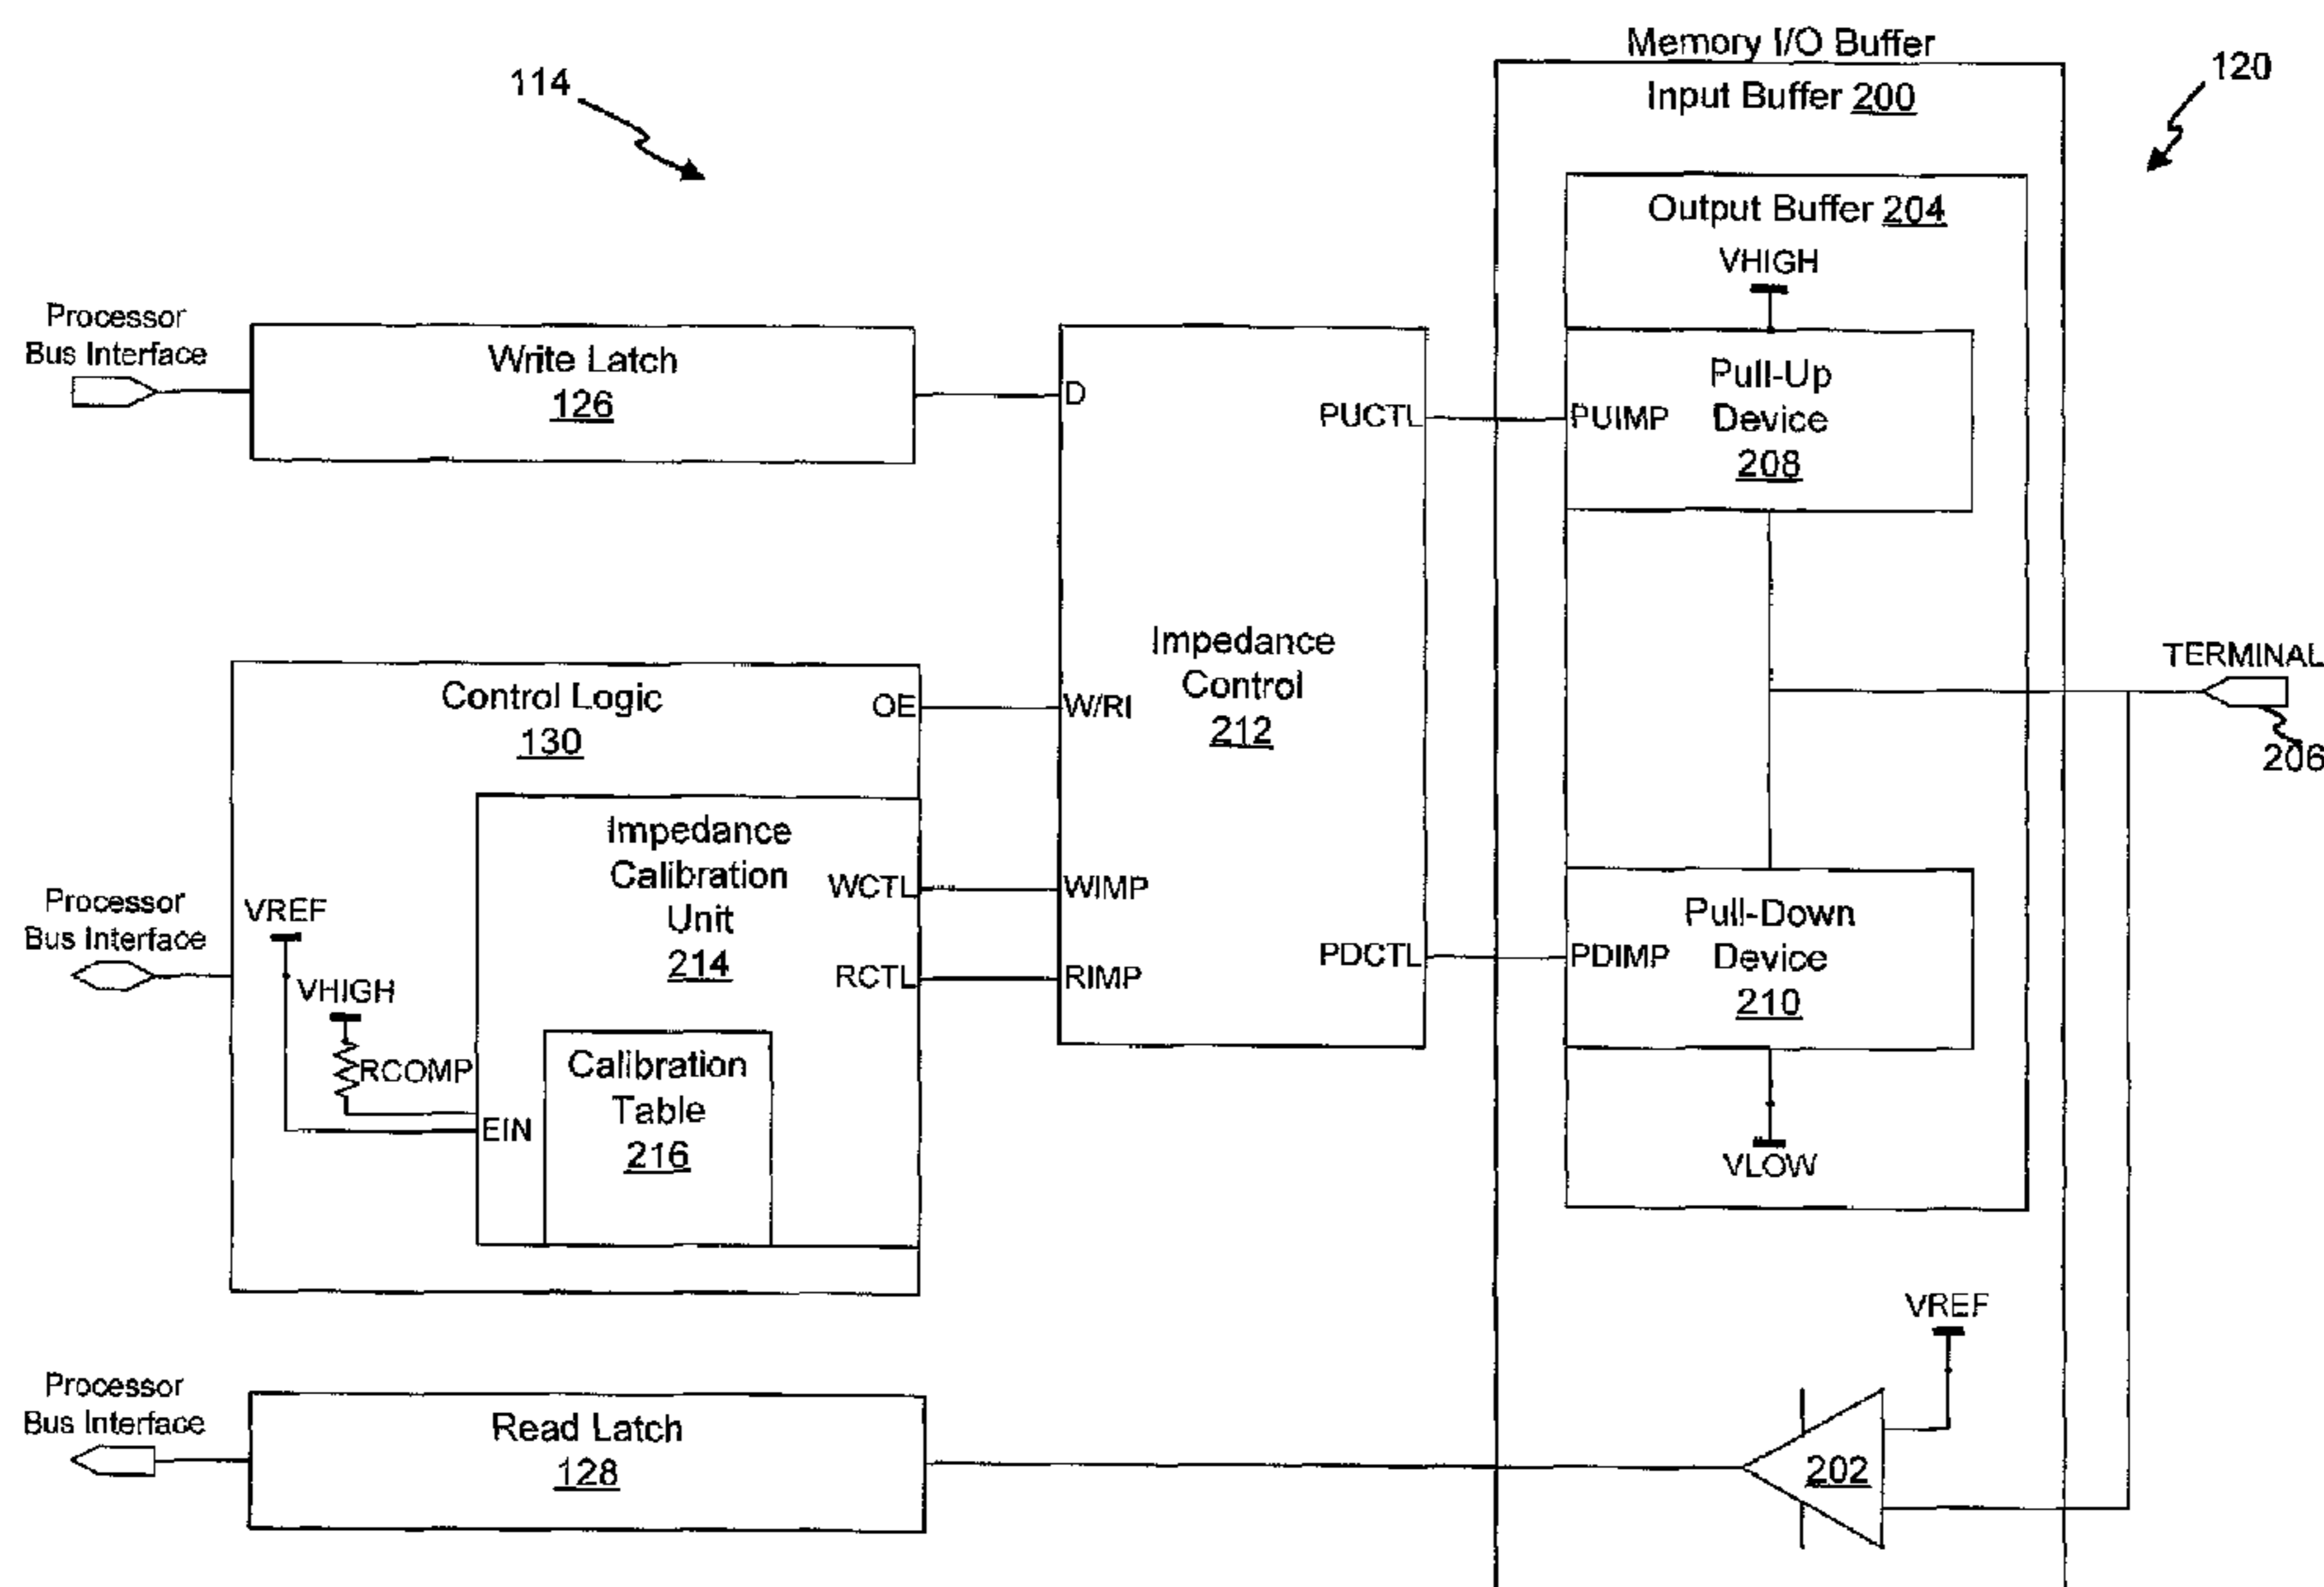 Memory I/O Buffer
114
120
Input Buffer 200
Output Buffer 204
VHIGH
Processor
Bus Interface
Write Latch
126
D
PUCTL
PUIMP
Pull-Up
Device
208
Impedance
Control
212
TERMINAL
206
Control Logic
130
OE
W/RI
Impedance
Calibration
Unit
214
WCTL
WIMP
RCTL
RIMP
PDCTL
PDIMP
Pull-Down
Device
210
Processor
Bus Interface
VREF
VHIGH
RCOMP
EIN
Calibration
Table
216
VLOW
VREF
Processor
Bus Interface
Read Latch
128
202